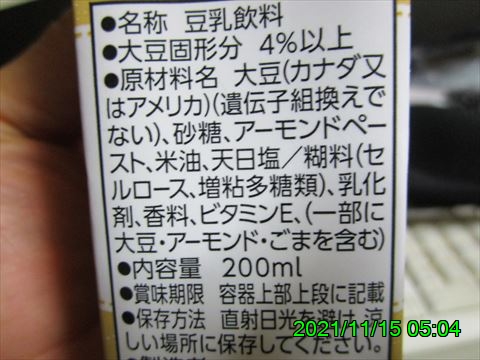 ●名称 豆乳飲料
●大豆固形分 4%以上
●原材料名 大豆(カナダ又
はアメリカ)(遺伝子組換えで
ない)、砂糖、アーモンドペー
スト、米油、天日塩/糊料(セ
ルロース、増粘多糖類)、乳化
剤、香料、ビタミンE、(一部に
大豆・アーモンド・ごまを含む)
●内容量 200ml
●賞味期限 容器上部上段に記載
●保存方法 直射日光を避け、涼
しい場所に保存してください。
2021/11/15 05:04